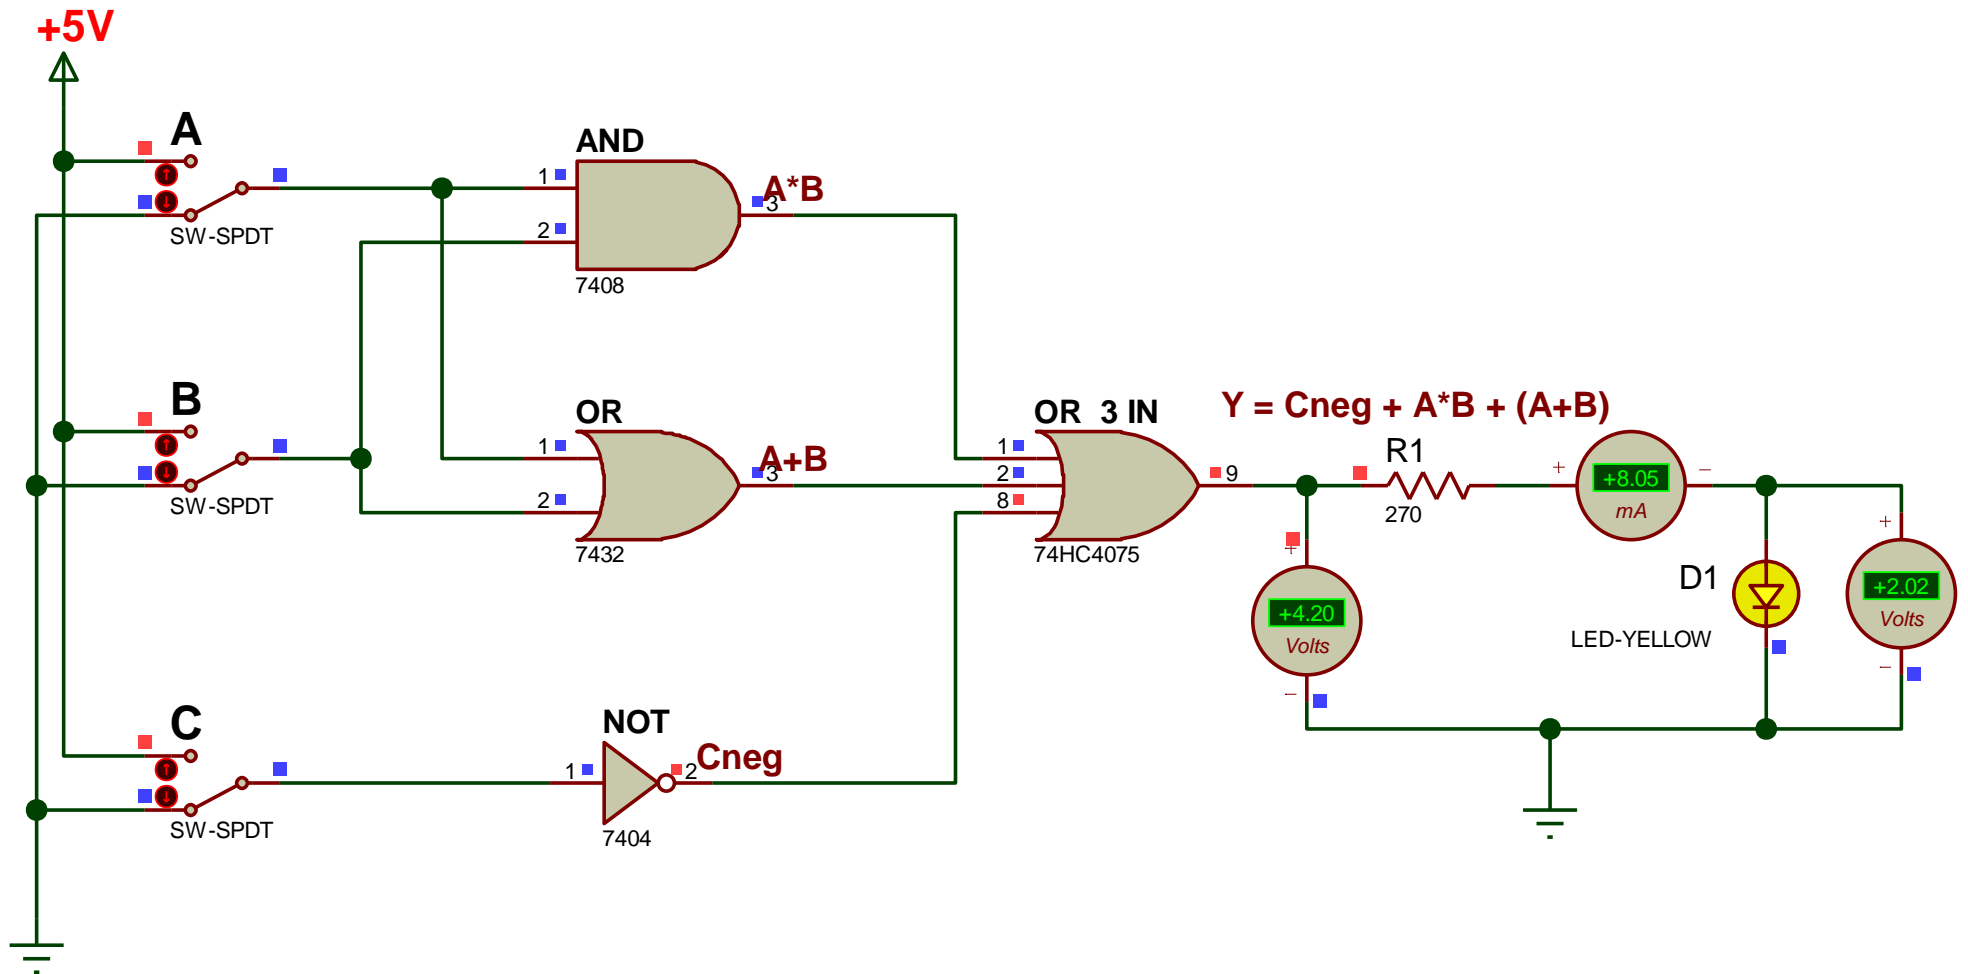 +5V
A
SW-SPDT
AND
1
2
3
A*B
7408
B
SW-SPDT
OR
1
2
3
A+B
7432
OR 3 IN
1
2
8
9
74HC4075
Y = Cneg + A*B + (A+B)
R1
270
+ −
+8.05
mA
+
+4.20
Volts
−
D1
LED-YELLOW
+
+2.02
Volts
−
C
SW-SPDT
NOT
1
2
Cneg
7404